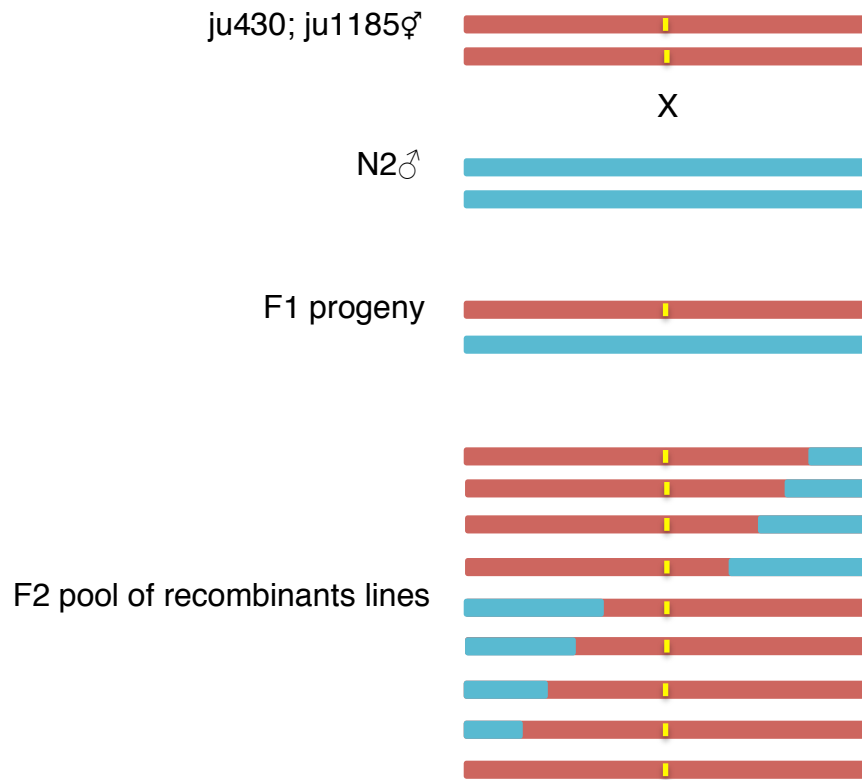 ju430; ju1185⚥
X
N2♂
F1 progeny
F2 pool of recombinants lines